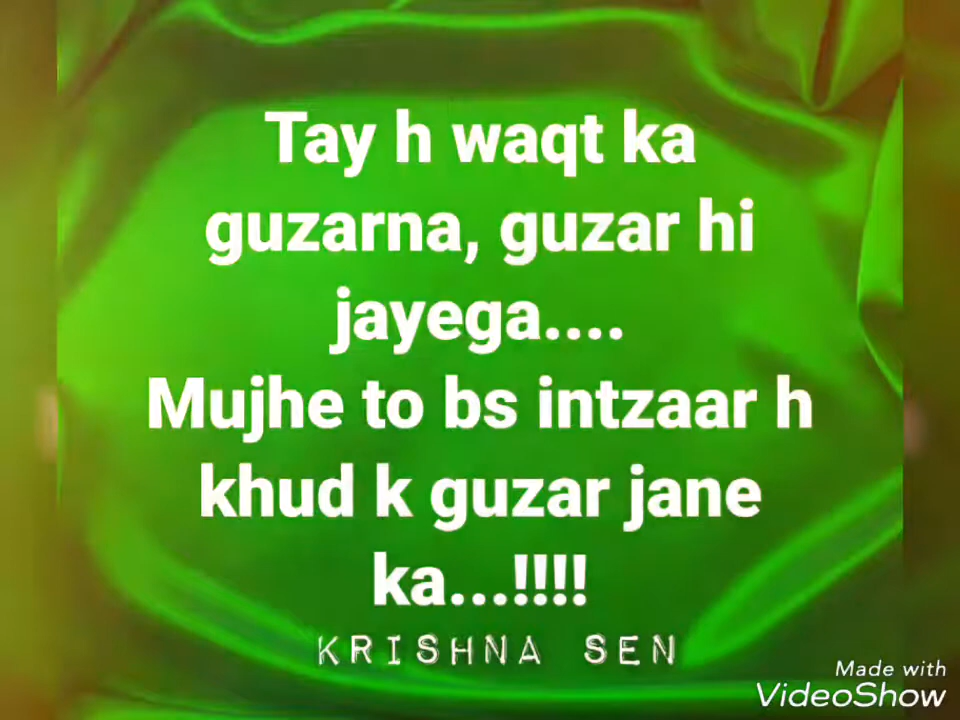 Tay h waqt ka
guzarna, guzar hi
jayega....
Mujhe to bs intzaar h
khud k guzar jane
ka...!!!!
KRISHNA SEN
Made with
VideoShow